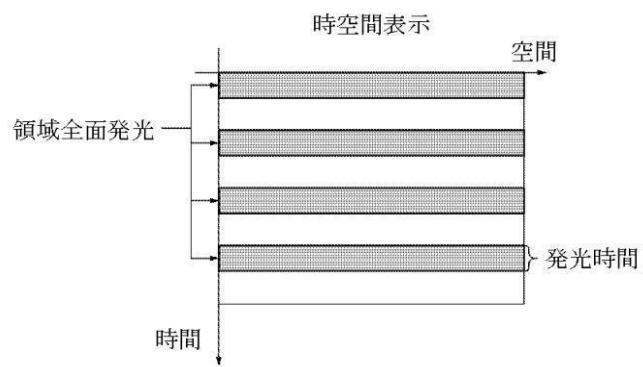 時空間表示
空間
領域全面発光
発光時間
時間